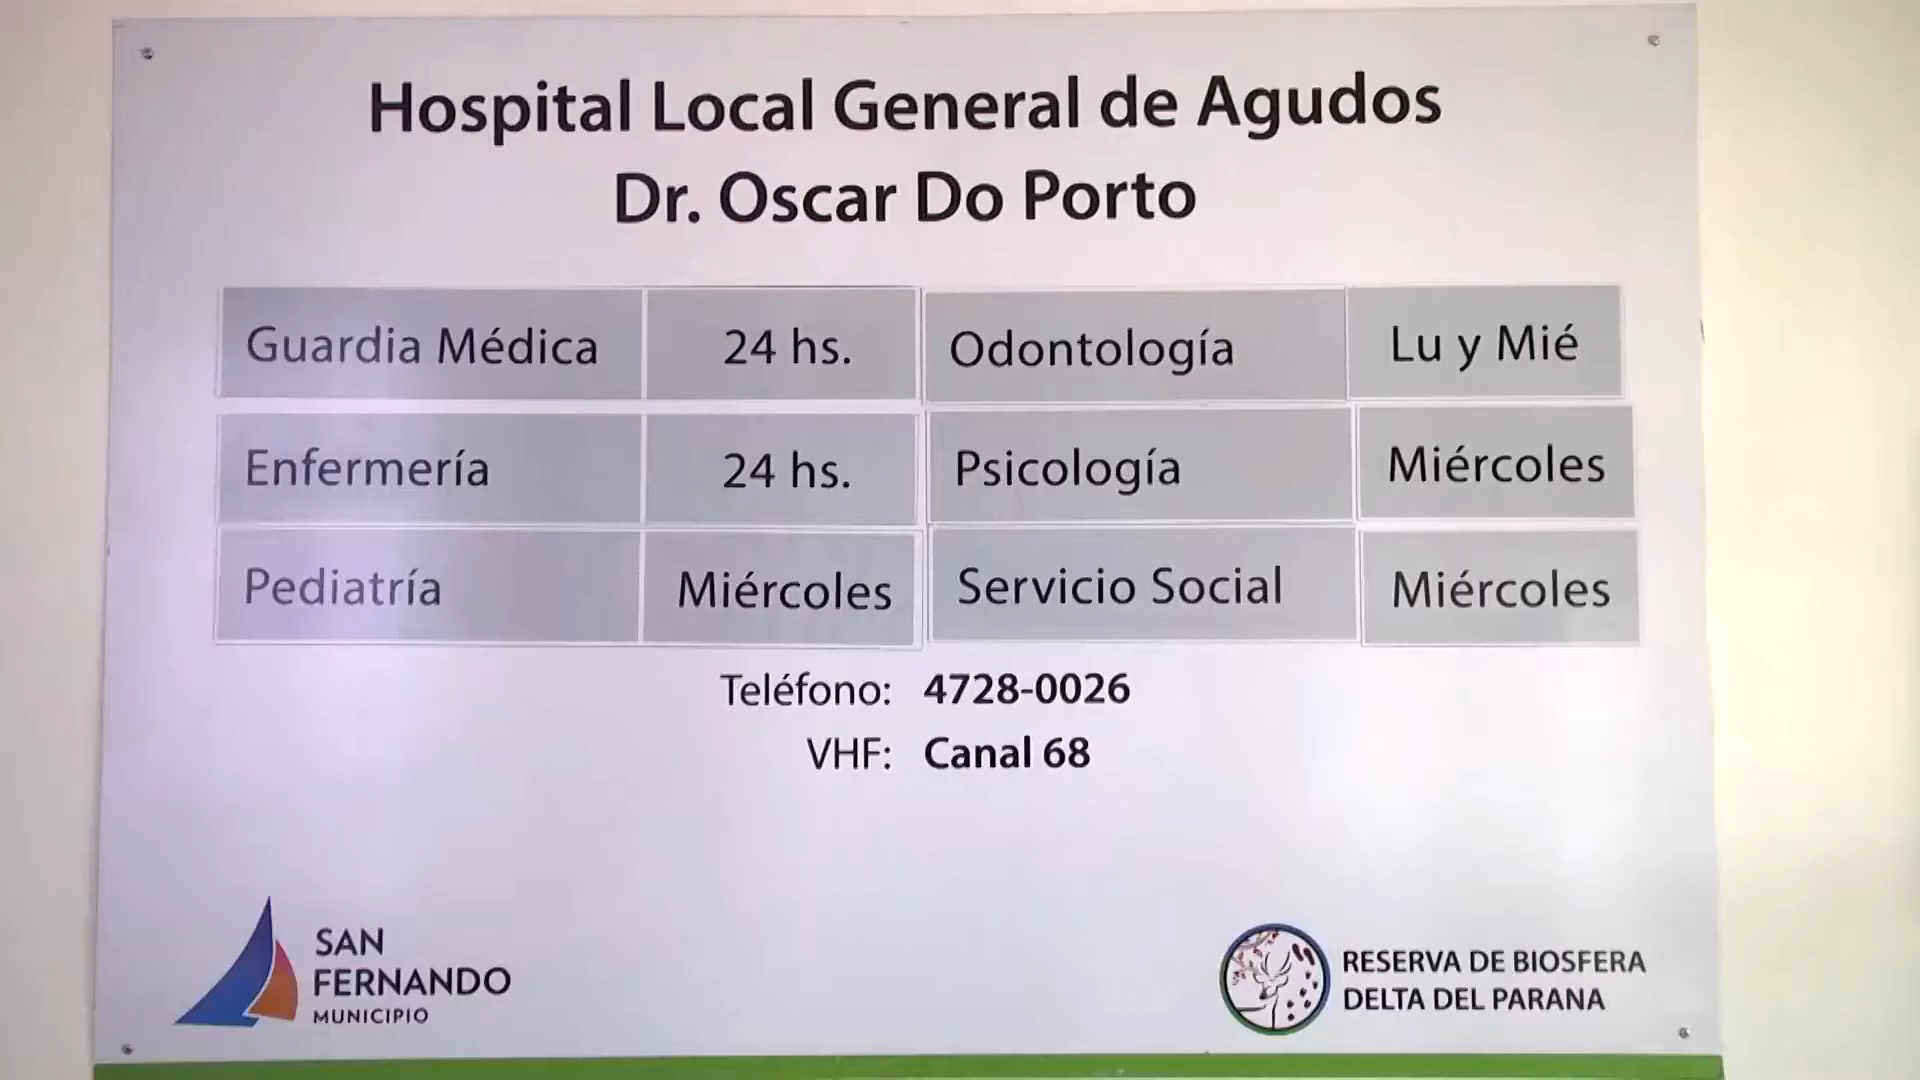 Hospital Local General de Agudos
Dr. Oscar Do Porto
Guardia Médica 24 hs. Odontología Lu y Mié
Enfermería 24 hs. Psicología Miércoles
Pediatría Miércoles Servicio Social Miércoles
Teléfono: 4728-0026
VHF: Canal 68
SAN
FERNANDO
MUNICIPIO
RESERVA DE BIOSFERA
DELTA DEL PARANA